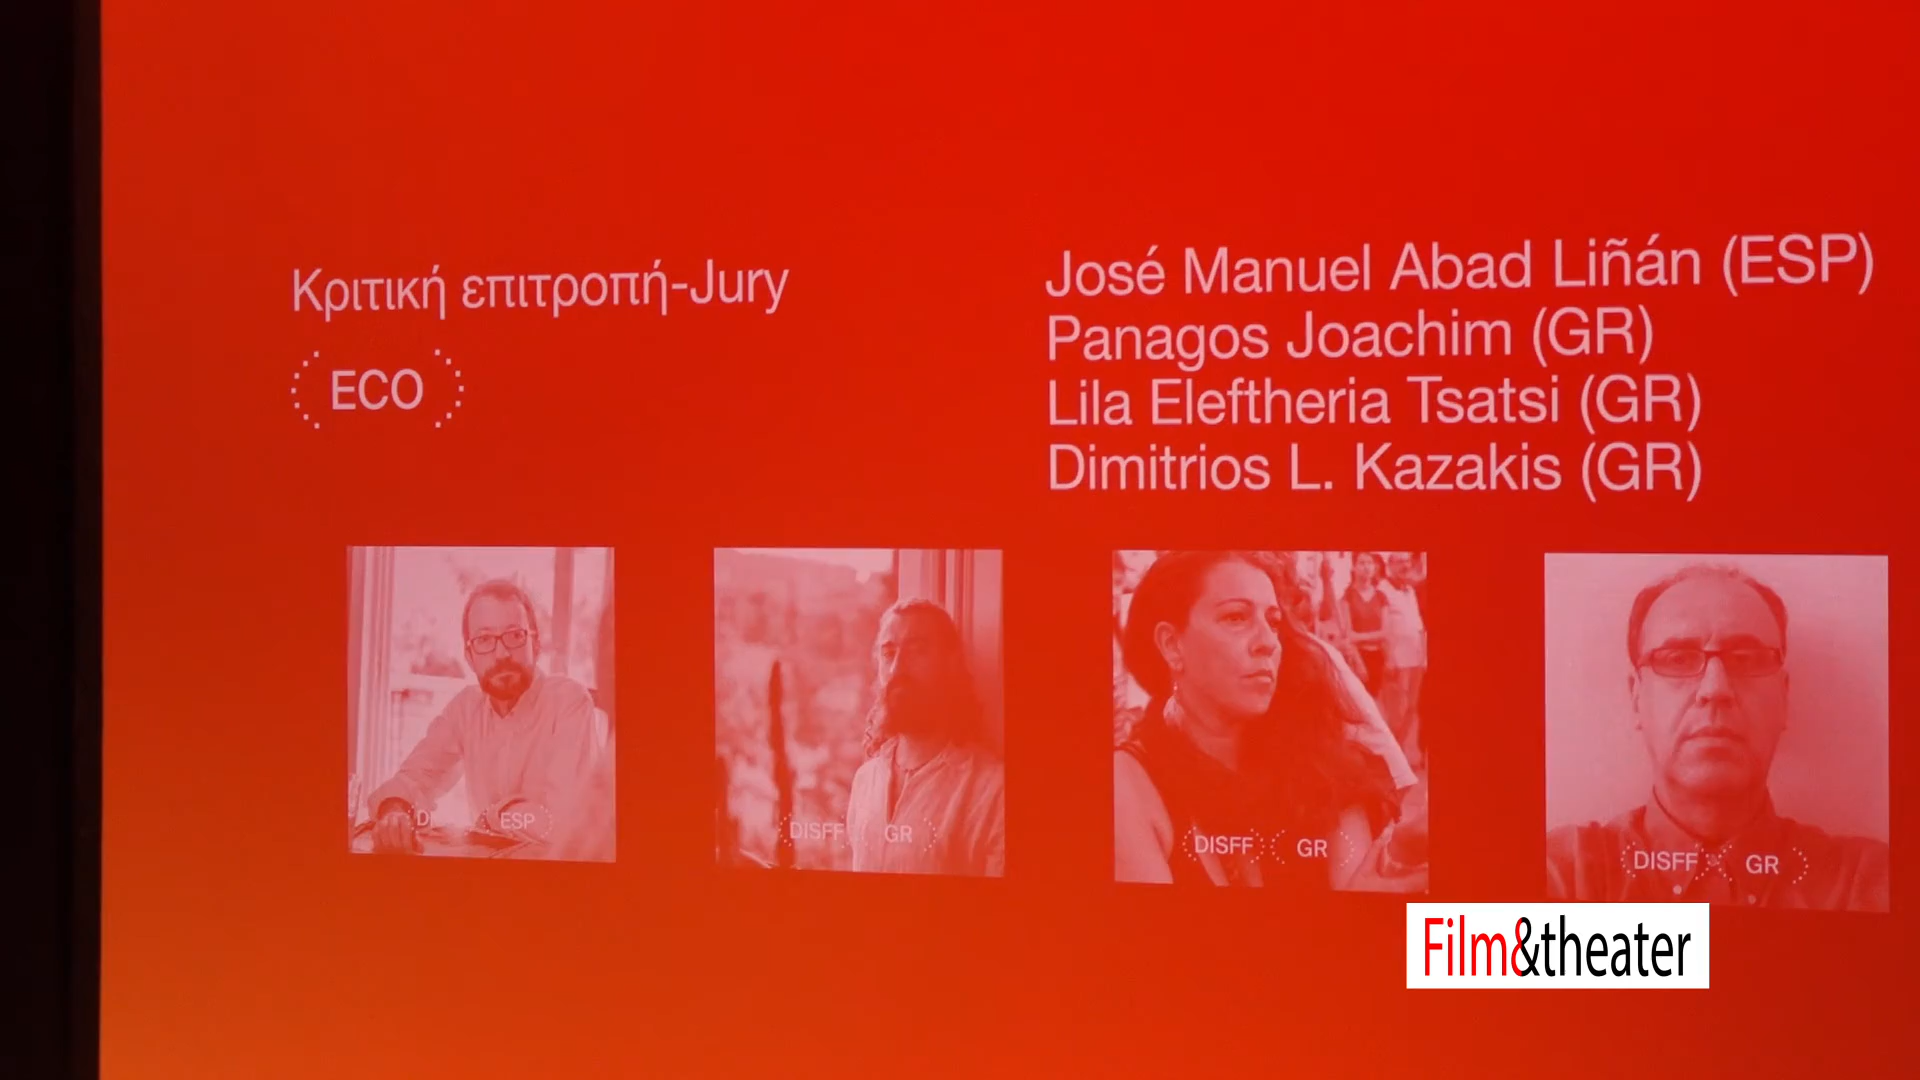 Κριτική επιτροπή-Jury
ECO
José Manuel Abad Liñán (ESP)
Panagos Joachim (GR)
Lila Eleftheria Tsatsi (GR)
Dimitrios L. Kazakis (GR)
ESP
DISFF GR
DISFF GR
DISFF GR
Film&theater